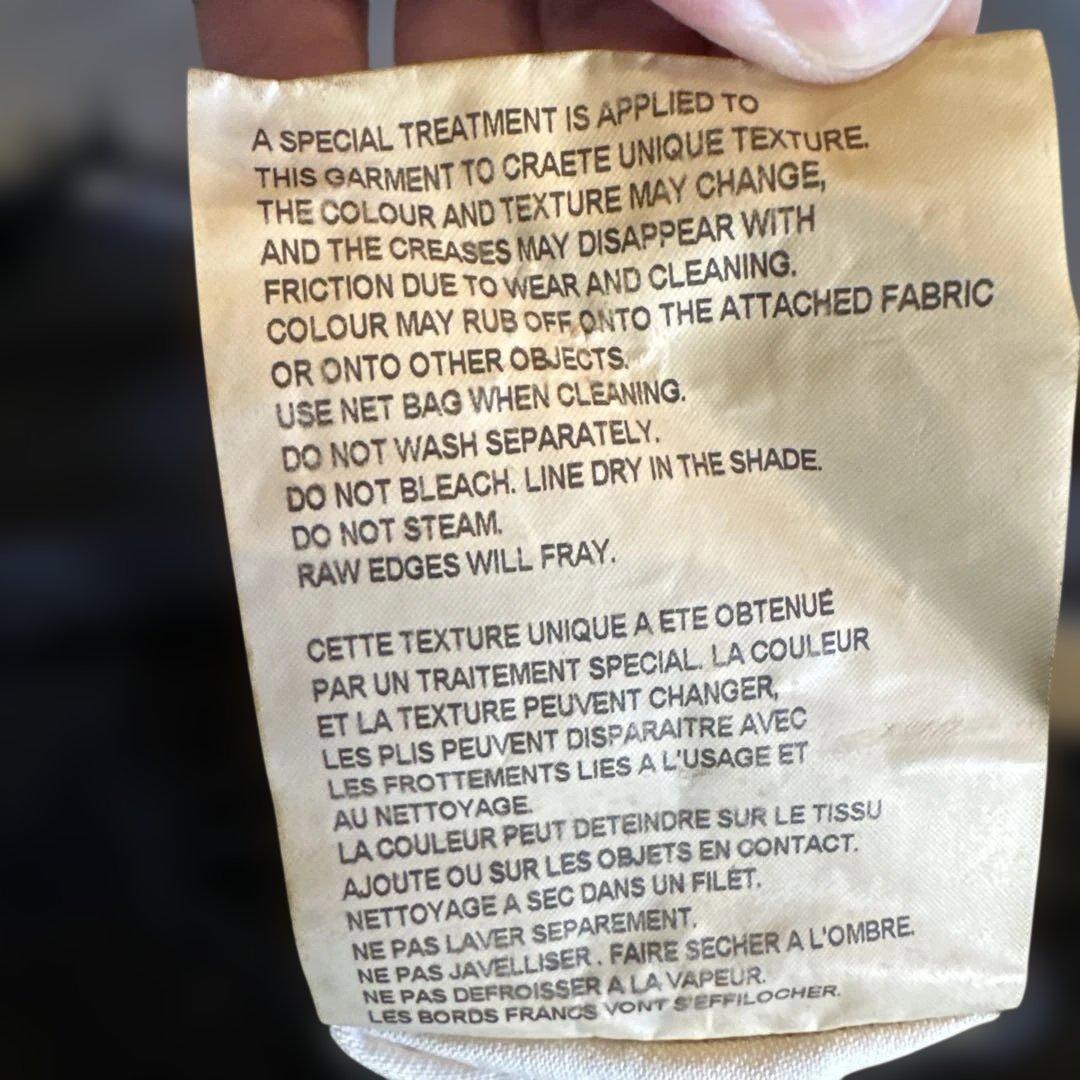 A SPECIAL TREATMENT IS APPLIED TO
THIS GARMENT TO CRAETE UNIQUE TEXTURE.
THE COLOUR AND TEXTURE MAY CHANGE,
AND THE CREASES MAY DISAPPEAR WITH
FRICTION DUE TO WEAR AND CLEANING.
COLOUR MAY RUB OFF ONTO THE ATTACHED FABRIC
OR ONTO OTHER OBJECTS.
USE NET BAG WHEN CLEANING.
DO NOT WASH SEPARATELY.
DO NOT BLEACH. LINE DRY IN THE SHADE.
DO NOT STEAM.
RAW EDGES WILL FRAY.
CETTE TEXTURE UNIQUE A ETE OBTENUE
PAR UN TRAITEMENT SPECIAL. LA COULEUR
ET LA TEXTURE PEUVENT CHANGER,
LES PLIS PEUVENT DISPARAITRE AVEC
LES FROTTEMENTS LIES A L'USAGE ET
AU NETTOYAGE.
LA COULEUR PEUT DETEINDRE SUR LE TISSU
AJOUTE OU SUR LES OBJETS EN CONTACT.
NETTOYAGE A SEC DANS UN FILET.
NE PAS LAVER SEPAREMENT.
NE PAS JAVELLISER. FAIRE SECHER A L'OMBRE.
NE PAS DEFROISSER A LA VAPEUR.
LES BORDS FRANGS VONT S'EFFILOCHER.